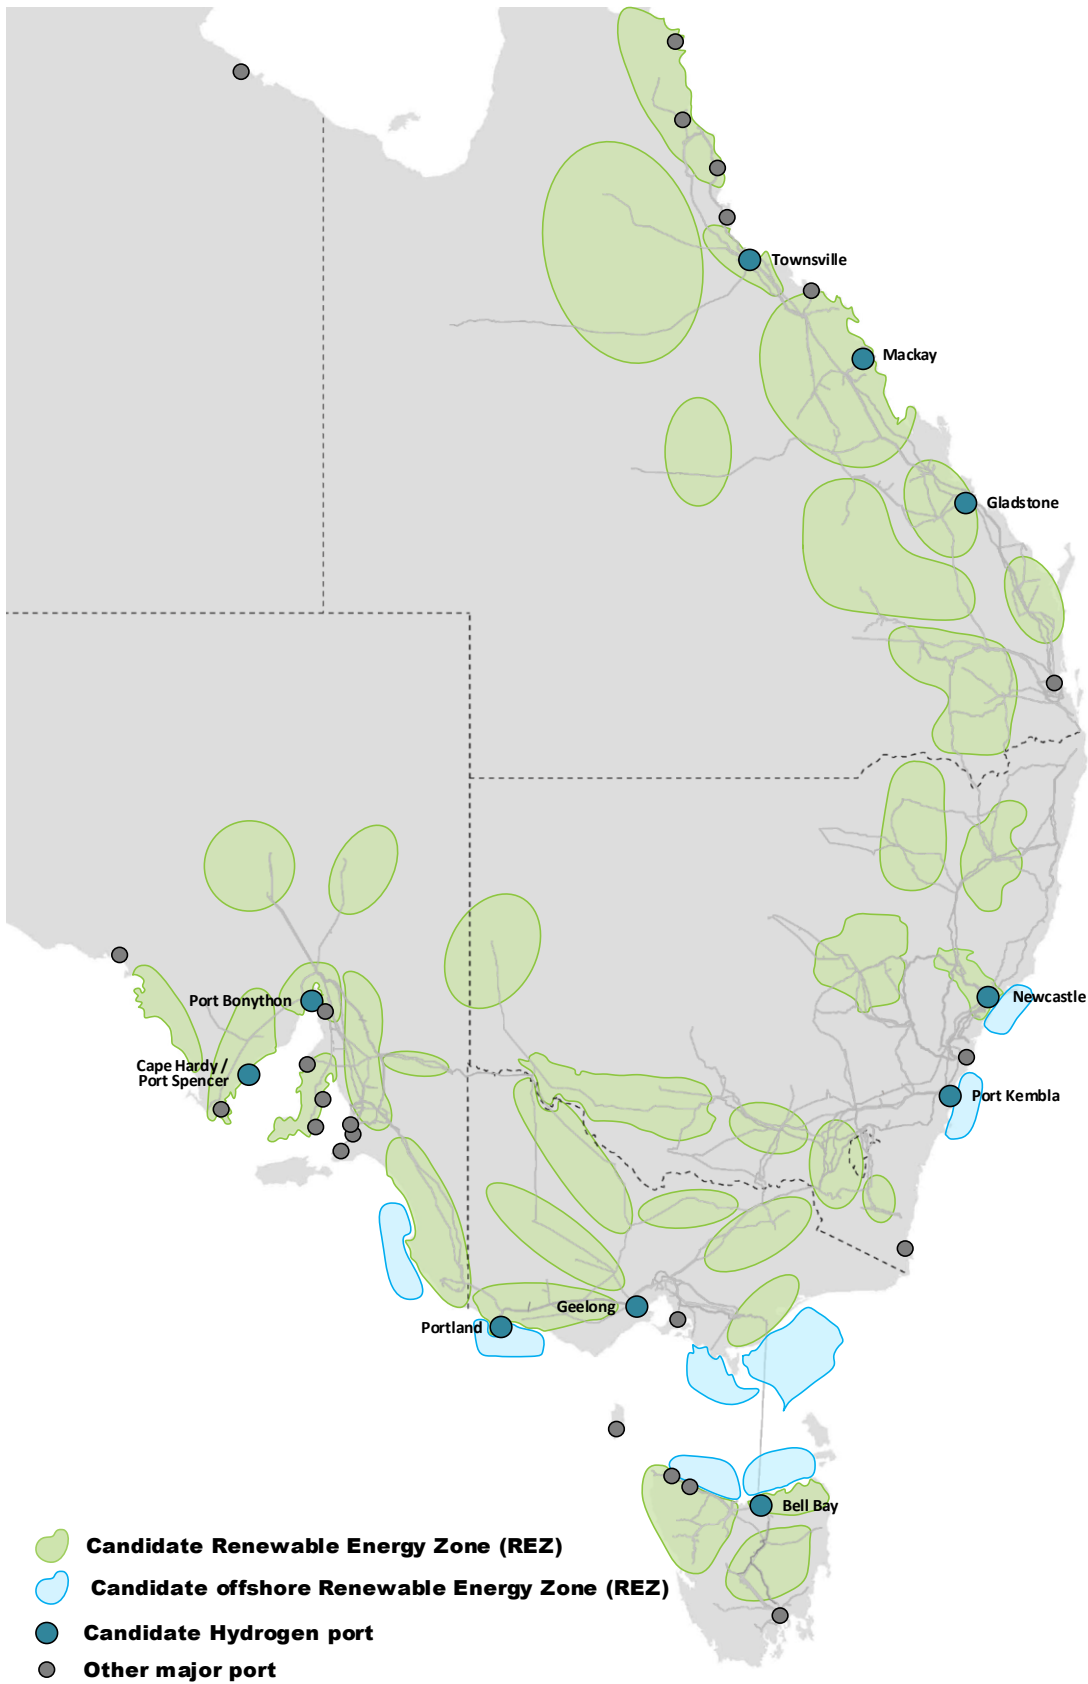 Townsville
Mackay
Gladstone
Port Bonython
Newcastle
Cape Hardy /
Port Spencer
Port Kembla
Geelong
Portland
Bell Bay
Candidate Renewable Energy Zone (REZ)
Candidate offshore Renewable Energy Zone (REZ)
Candidate Hydrogen port
Other major port